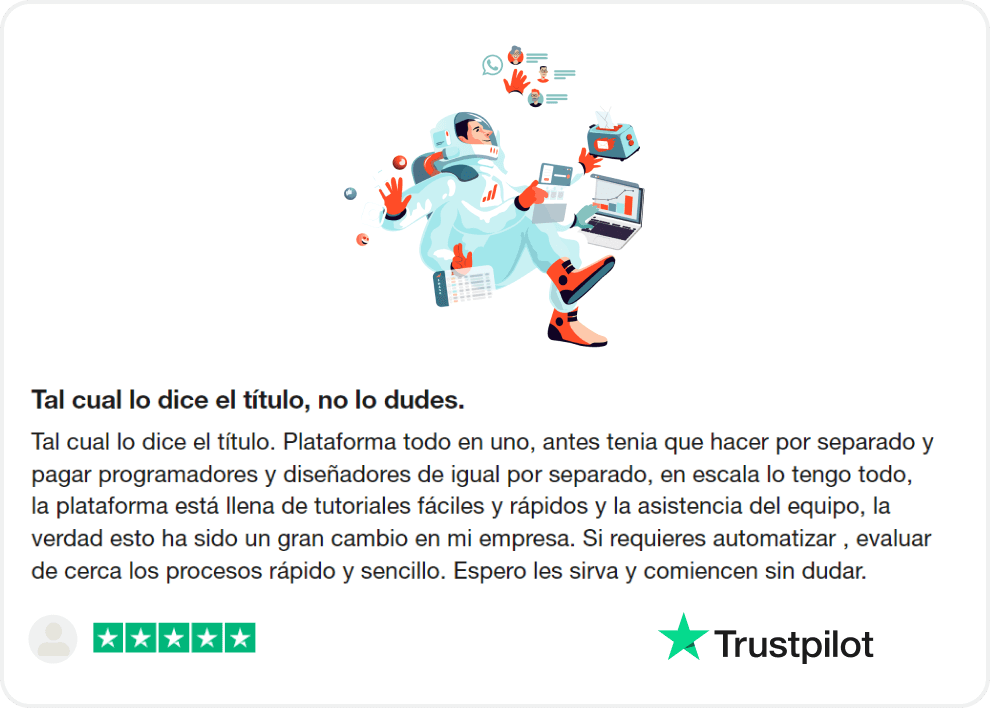 Tal cual lo dice el título, no lo dudes.
Tal cual lo dice el título. Plataforma todo en uno, antes tenia que hacer por separado y
pagar programadores y diseñadores de igual por separado, en escala lo tengo todo,
la plataforma está llena de tutoriales fáciles y rápidos y la asistencia del equipo, la
verdad esto ha sido un gran cambio en mi empresa. Si requieres automatizar , evaluar
de cerca los procesos rápido y sencillo. Espero les sirva y comiencen sin dudar.
Trustpilot